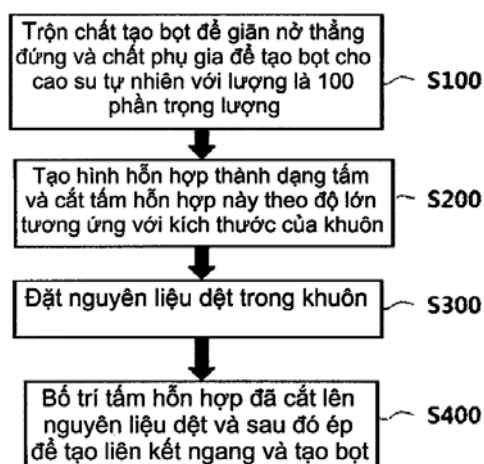 Trộn chất tạo bọt để giãn nở thẳng
đứng và chất phụ gia để tạo bọt cho
cao su tự nhiên với lượng là 100
phần trọng lượng
S100
Tạo hình hỗn hợp thành dạng tấm
và cắt tấm hỗn hợp này theo độ lớn
tương ứng với kích thước của khuôn
S200
Đặt nguyên liệu dệt trong khuôn
S300
Bố trí tấm hỗn hợp đã cắt lên
nguyên liệu dệt và sau đó ép
để tạo liên kết ngang và tạo bọt
S400